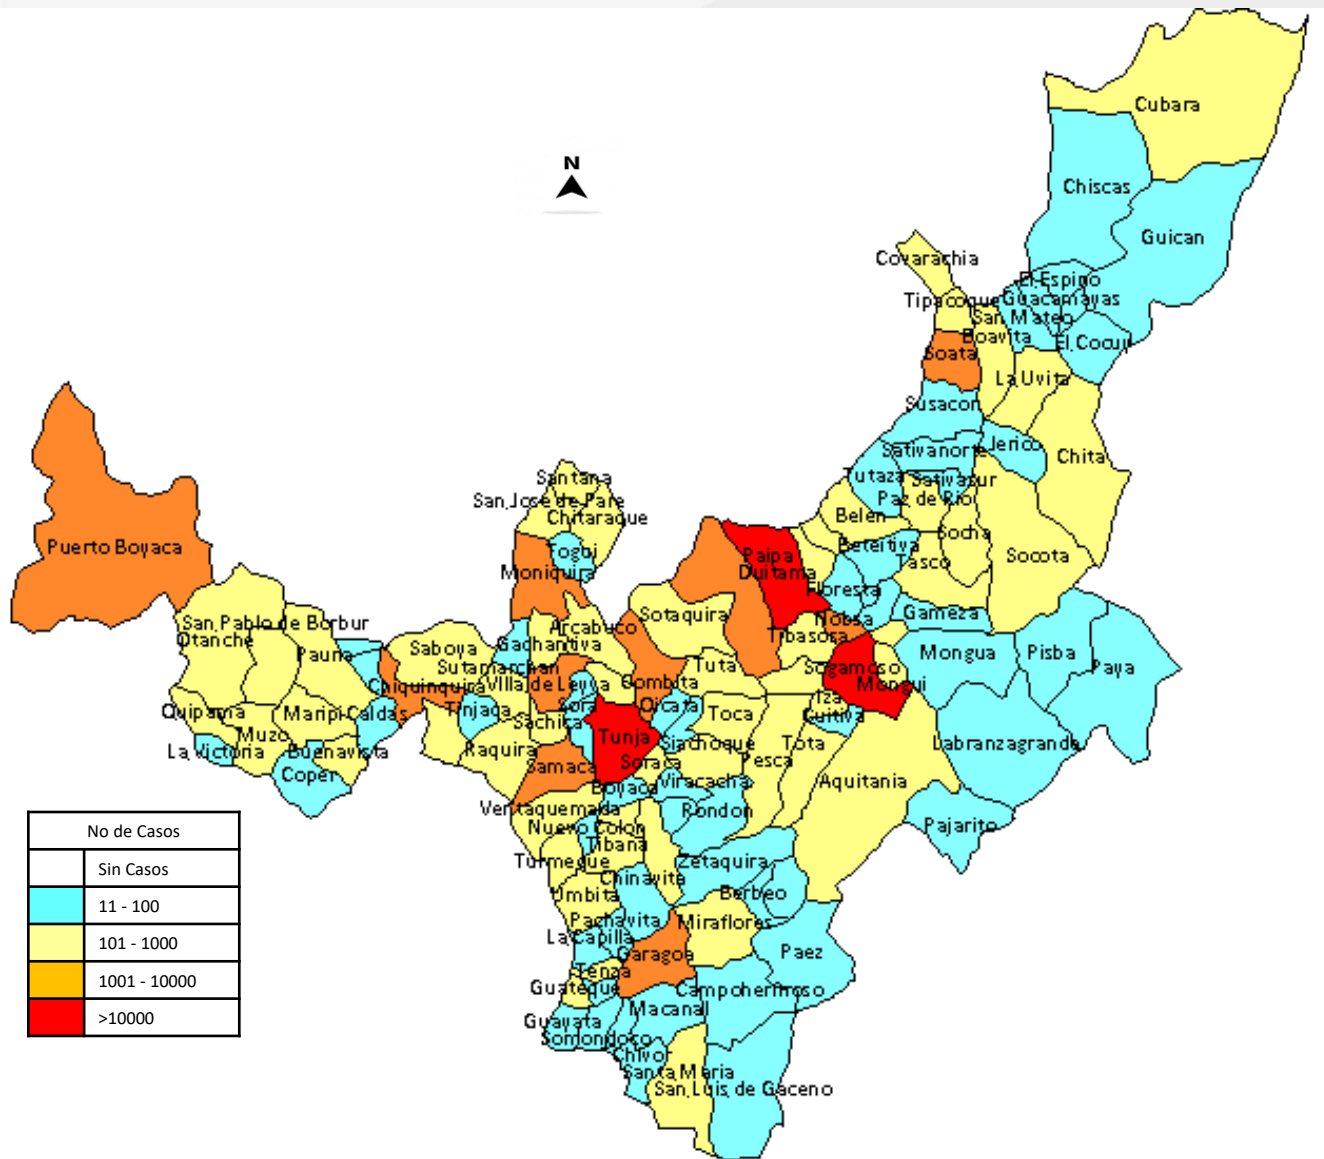 Cubara
N
Chiscas
Guican
Covarachia
El Espino
Tipacoque
Guacamayas
San Mateo
Boavita
El Cocuy
Soata
La Uvita
Susacon
Jerico
Sativanorte
Chita
Tutaza
Sativasur
Santana
Paz de Rio
San Jose de Pare
Chitaraque
Belen
Socha
Puerto Boyaca
Beteitiva
Togui
Paipa
Socota
Tasco
Moniquira
Duitama
Floresta
Gameza
Sotaquira
San Pablo de Borbur
Nobsa
Arcabuco
Otanche
Tibasosa
Gachantiva
Saboya
Pauna
Mongua
Pisba
Paya
Sutamarchan
Tuta
Sogamoso
Chiquinquira
Villa de Leyva
Combita
Mongui
Iza
Sora
Oicata
Quipama
Maripi
Caldas
Tinjaca
Toca
Cuitiva
Sachica
Muzo
Tunja
Siachoque
Tota
Labranzagrande
La Victoria
Buenavista
Raquira
Soraca
Pesca
Samaca
Coper
Viracacha
Aquitania
Boyaca
Ventaquemada
Rondon
Pajarito
Nuevo Colon
No de Casos
Tibana
Turmeque
Zetaquira
Sin Casos
Chinavita
Umbita
Berbeo
11 - 100
Pachavita
Miraflores
La Capilla
101 - 1000
Garagoa
Paez
Tenza
1001 - 10000
Guateque
Campohermoso
Macanal
>10000
Guayata
Somondoco
Chivor
Santa Maria
San Luis de Gaceno